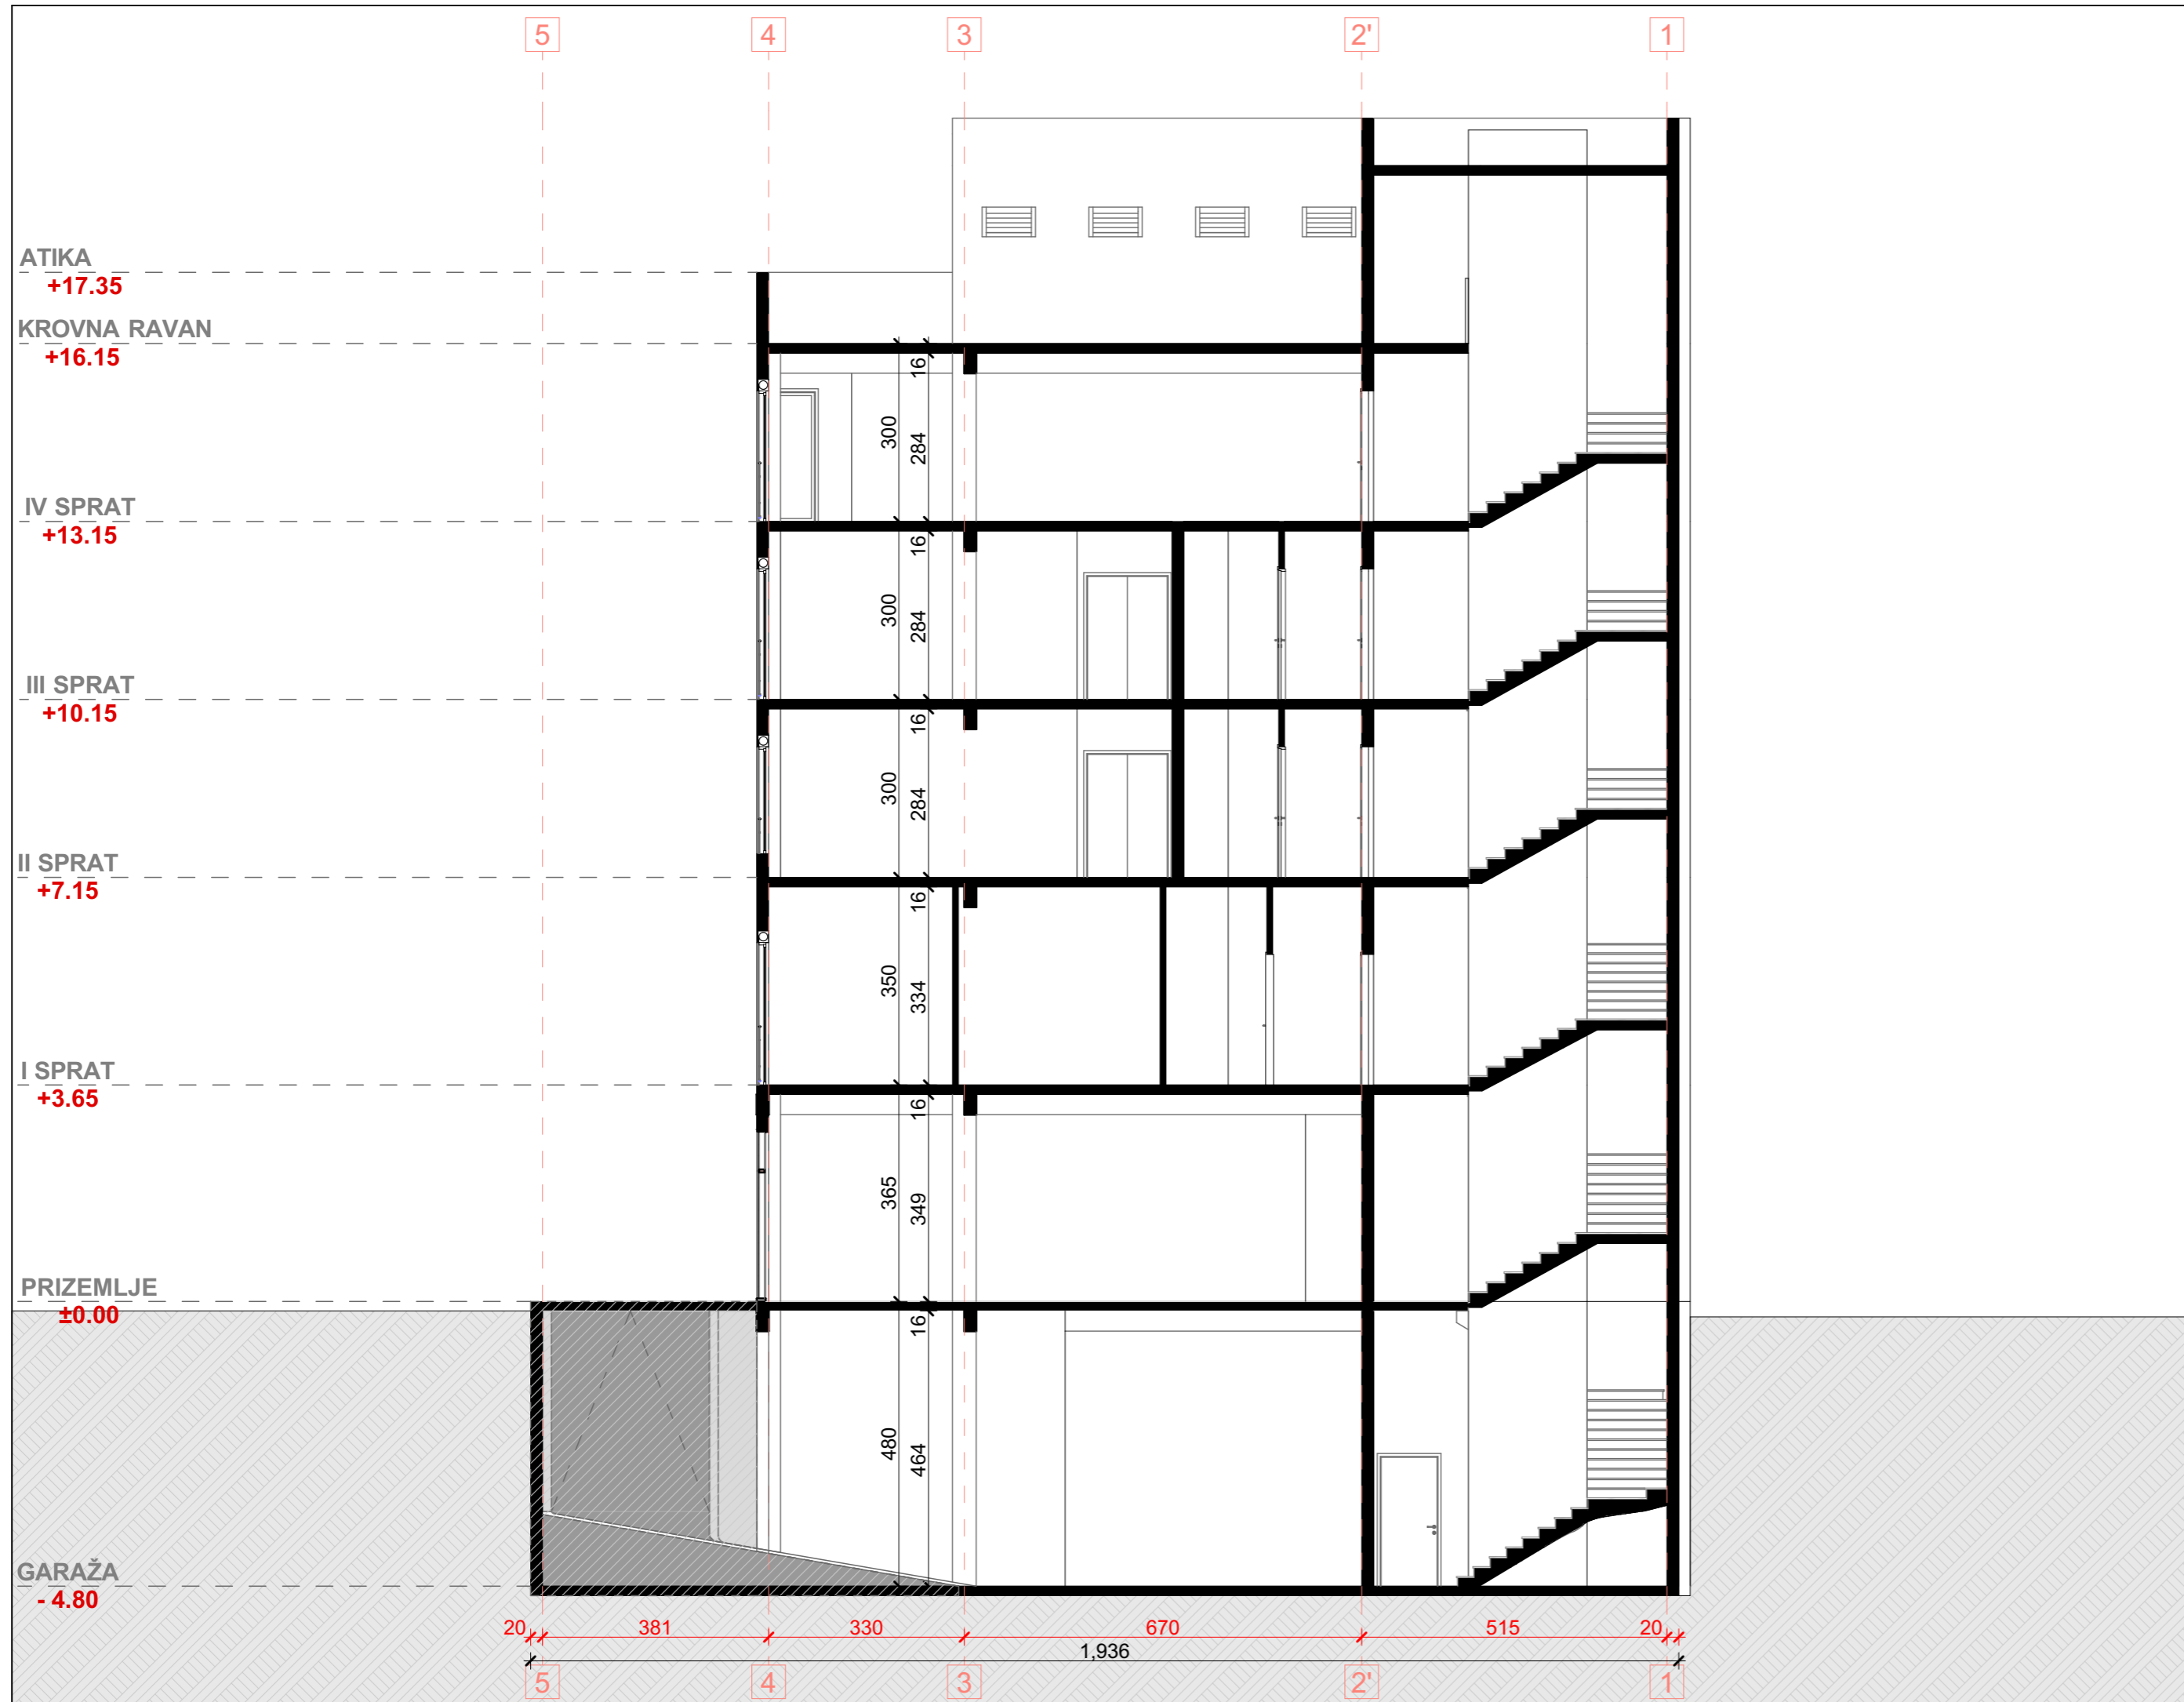 5 4 3 2' 1
ATIKA
+17.35
KROVNA RAVAN
+16.15
16
300
284
IV SPRAT
+13.15
16
300
284
III SPRAT
+10.15
16
300
284
II SPRAT
+7.15
16
350
334
I SPRAT
+3.65
16
365
349
PRIZEMLJE
±0.00
16
480
464
GARAŽA
- 4.80
20 381 330 670 515 20
1,936
5 4 3 2' 1